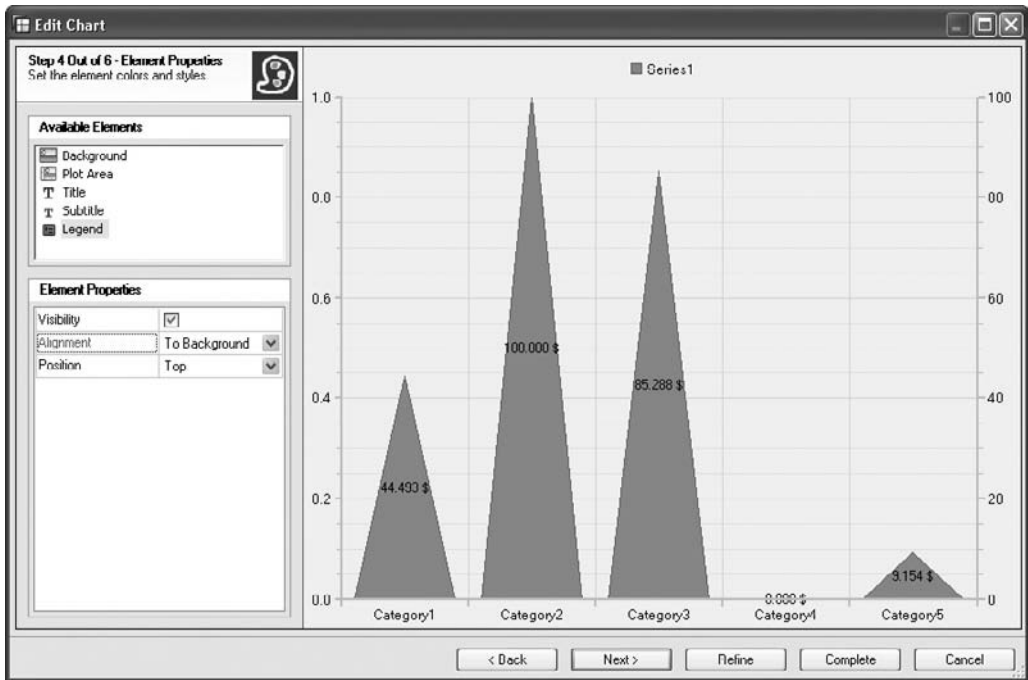 Edit Chart
Step 4 Out of 6 - Element Properties
Set the element colors and styles
Available Elements
Background
Plot Area
Title
Subtitle
Legend
Element Properties
Visibility
Alignment To Background
Position Top
Series1
1.0
0.0
0.6
0.4
0.2
0.0
100
00
60
40
20
0
44.493 $
100.000 $
85.288 $
0.000 $
9.154 $
Category1 Category2 Category3 Category4 Category5
< Back Next > Refine Complete Cancel